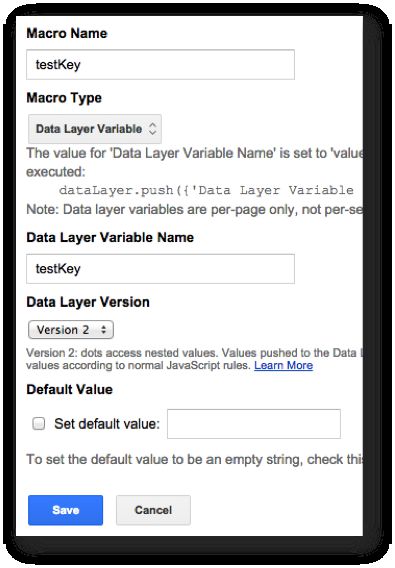 Macro Name
testKey
Macro Type
Data Layer Variable
The value for 'Data Layer Variable Name' is set to 'value
executed:
dataLayer.push({'Data Layer Variable
Note: Data layer variables are per-page only, not per-se
Data Layer Variable Name
testKey
Data Layer Version
Version 2
Version 2: dots access nested values. Values pushed to the Data L
values according to normal JavaScript rules. Learn More
Default Value
Set default value:
To set the default value to be an empty string, check this
Save Cancel